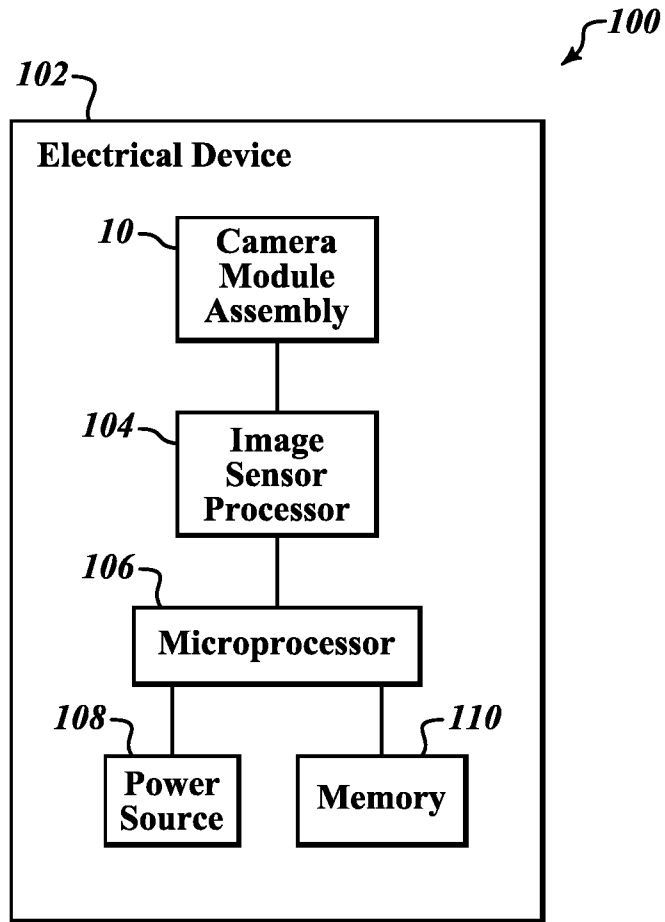 100
102
Electrical Device
10
Camera
Module
Assembly
104
Image
Sensor
Processor
106
Microprocessor
108
Power
Source
110
Memory